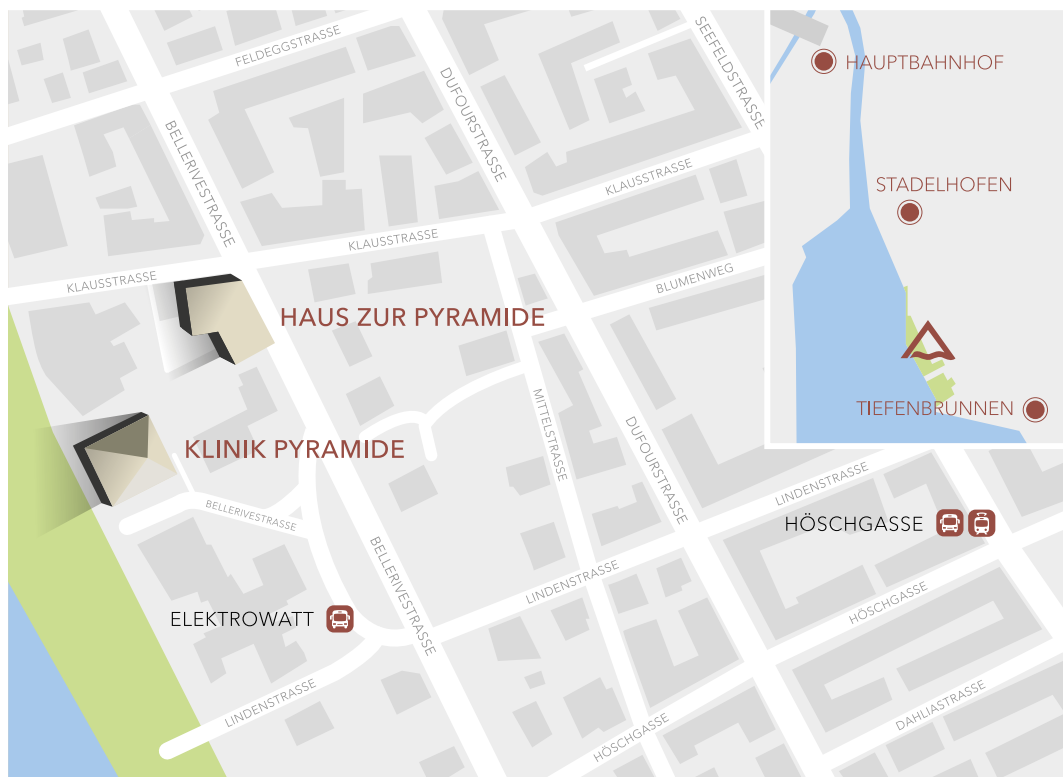 FELDEGGSTRASSE
DUFOURSTRASSE
SEEFELDSTRASSE
BELLERIVESTRASSE
KLAUSSTRASSE
KLAUSSTRASSE
KLAUSSTRASSE
BLUMENWEG
HAUS ZUR PYRAMIDE
KLINIK PYRAMIDE
MITTELSTRASSE
DUFOURSTRASSE
BELLERIVESTRASSE
BELLERIVESTRASSE
LINDENSTRASSE
LINDENSTRASSE
LINDENSTRASSE
HÖSCHGASSE
ELEKTROWATT
HÖSCHGASSE
HÖSCHGASSE
DAHLIASTRASSE
HAUPTBAHNHOF
STADELHOFEN
TIEFENBRUNNEN